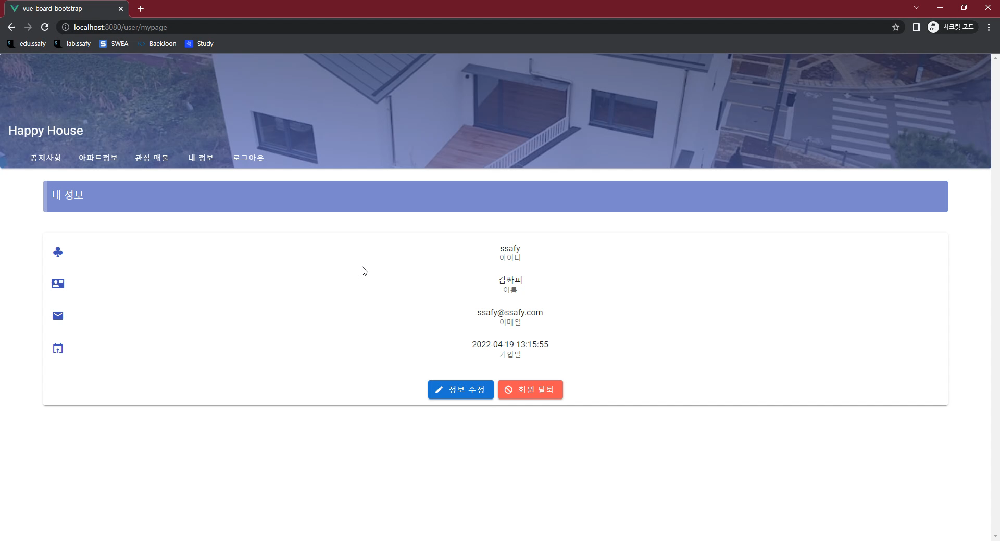 vue-board-bootstrap
localhost:8080/user/mypage
시크릿 모드
edu.ssafy lab.ssafy SWEA BaekJoon Study
Happy House
공지사항 아파트정보 관심 매물 내 정보 로그아웃
내 정보
ssafy
아이디
김싸피
이름
ssafy@ssafy.com
이메일
2022-04-19 13:15:55
가입일
정보 수정 회원 탈퇴